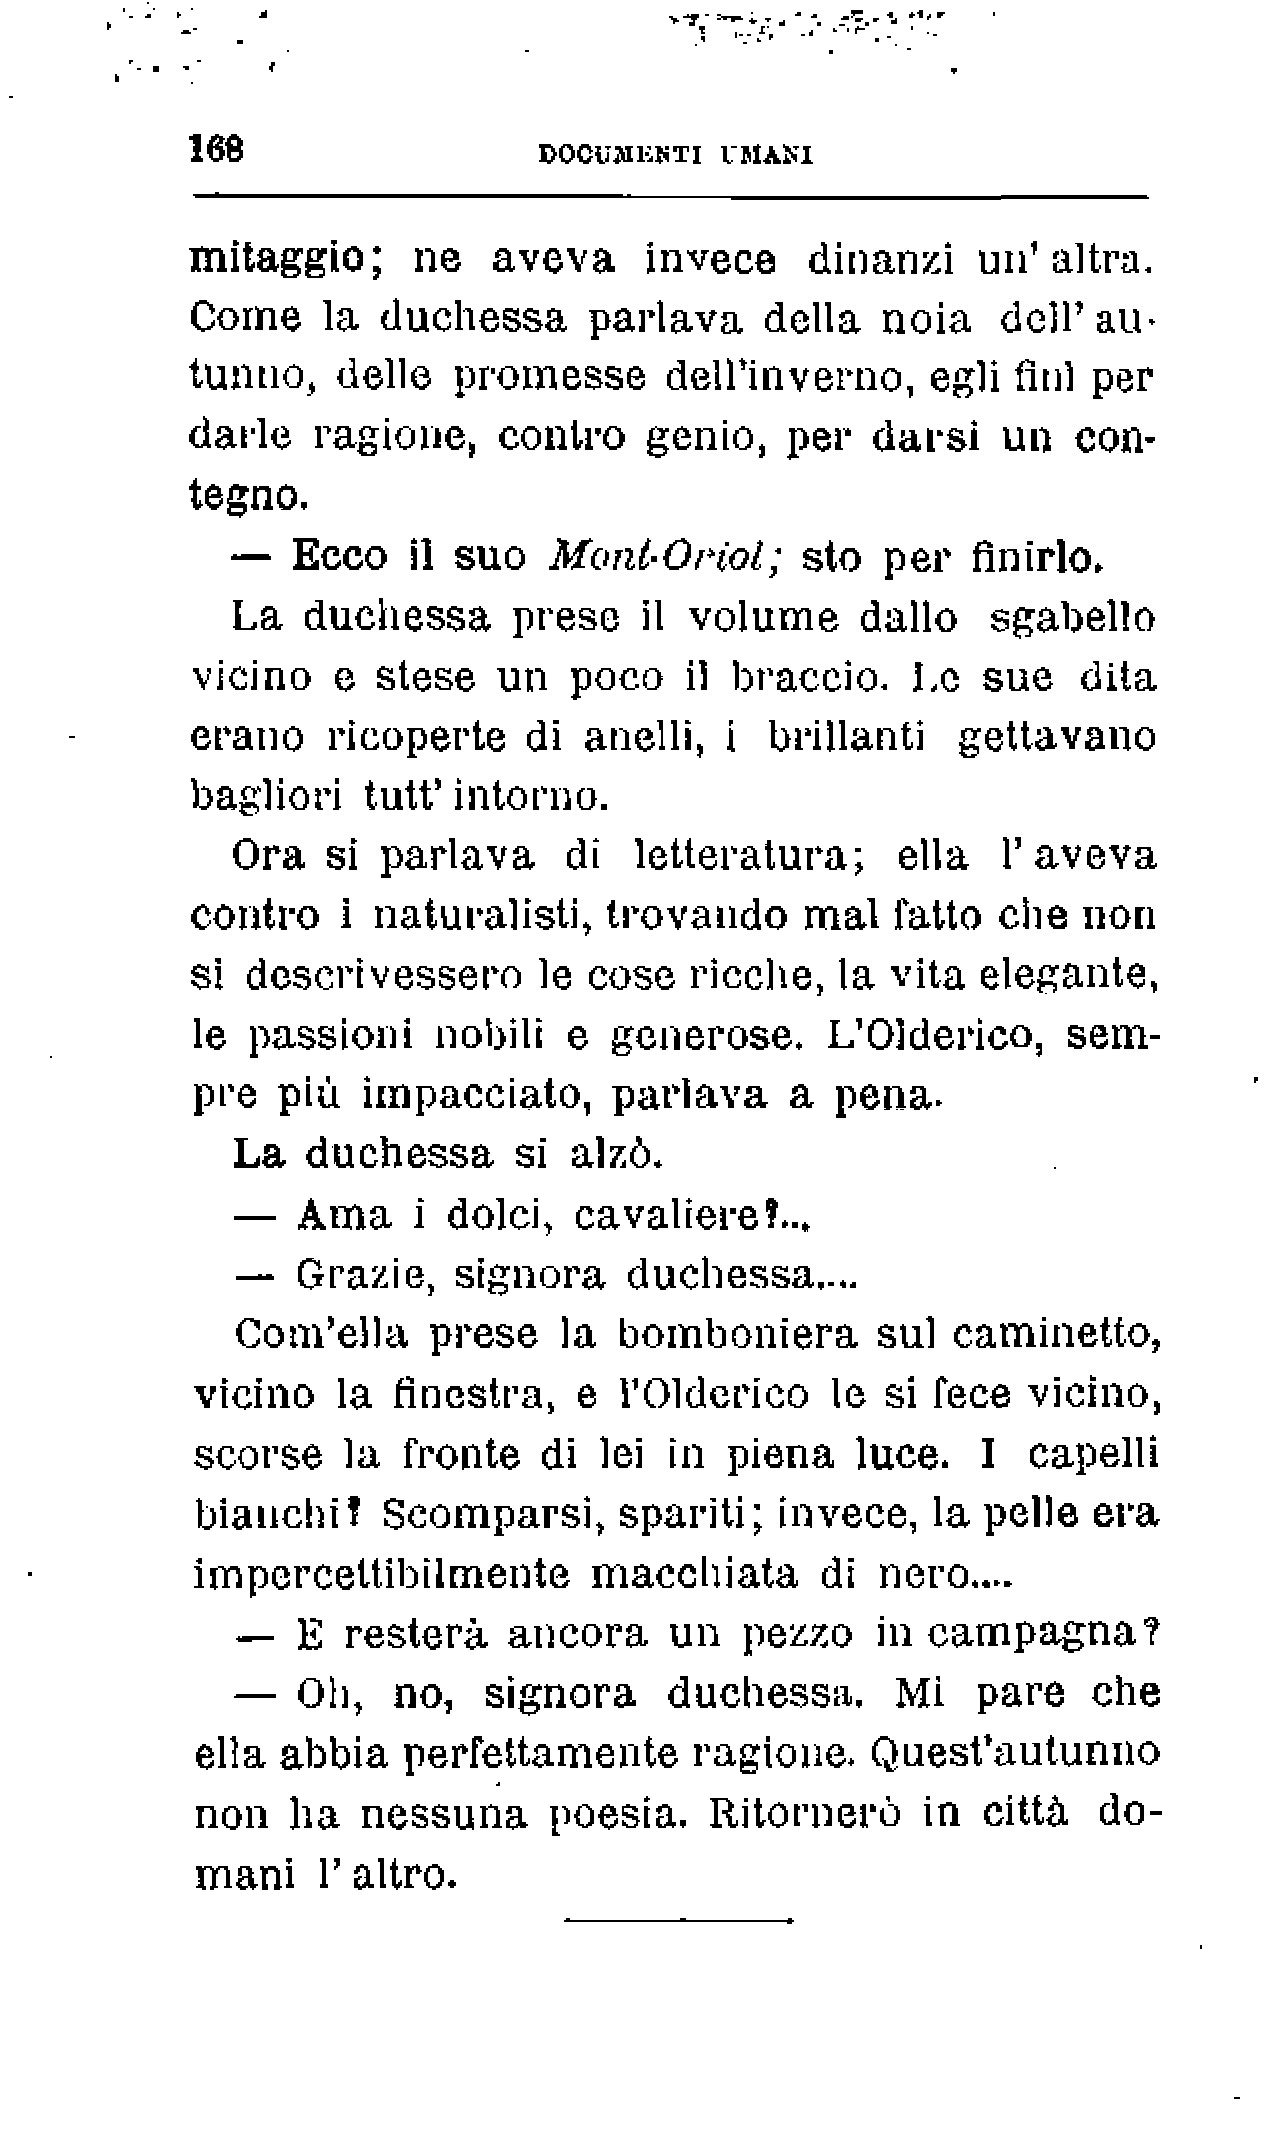 168 DOCUMENTI UMANI
mitaggio; ne aveva invece dinanzi un' altra.
Come la duchessa parlava della noia dell' au-
tunno, delle promesse dell'inverno, egli finì per
darle ragione, contro genio, per darsi un con-
tegno.
— Ecco il suo Mont-Oriol; sto per finirlo.
La duchessa prese il volume dallo sgabello
vicino e stese un poco il braccio. Le sue dita
erano ricoperte di anelli, i brillanti gettavano
bagliori tutt' intorno.
Ora si parlava di letteratura; ella l' aveva
contro i naturalisti, trovando mal fatto che non
si descrivessero le cose ricche, la vita elegante,
le passioni nobili e generose. L'Olderico, sem-
pre più impacciato, parlava a pena.
La duchessa si alzò.
— Ama i dolci, cavaliere?...
— Grazie, signora duchessa....
Com'ella prese la bomboniera sul caminetto,
vicino la finestra, e l'Olderico le si fece vicino,
scorse la fronte di lei in piena luce. I capelli
bianchi? Scomparsi, spariti; invece, la pelle era
impercettibilmente macchiata di nero....
— E resterà ancora un pezzo in campagna?
— Oh, no, signora duchessa. Mi pare che
ella abbia perfettamente ragione. Quest'autunno
non ha nessuna poesia. Ritornerò in città do-
mani l' altro.